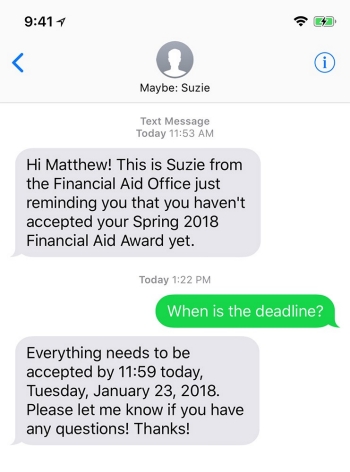 9:41
Maybe: Suzie
Text Message
Today 11:53 AM
Hi Matthew! This is Suzie from
the Financial Aid Office just
reminding you that you haven't
accepted your Spring 2018
Financial Aid Award yet.
Today 1:22 PM
When is the deadline?
Everything needs to be
accepted by 11:59 today,
Tuesday, January 23, 2018.
Please let me know if you have
any questions! Thanks!